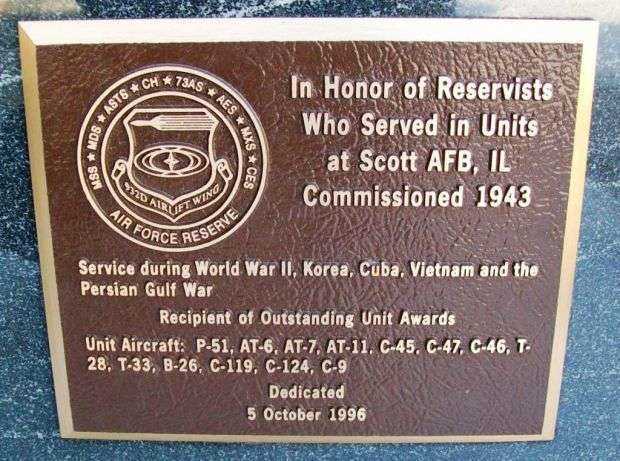 MSS ★ MDS ★ ASTS ★ CH ★ 73AS ★ AES ★ MXS ★ CES
932D AIRLIFT WING
AIR FORCE RESERVE
In Honor of Reservists
Who Served in Units
at Scott AFB, IL
Commissioned 1943
Service during World War II, Korea, Cuba, Vietnam and the
Persian Gulf War
Recipient of Outstanding Unit Awards
Unit Aircraft: P-51, AT-6, AT-7, AT-11, C-45, C-47, C-46, T-
28, T-33, B-26, C-119, C-124, C-9
Dedicated
5 October 1996